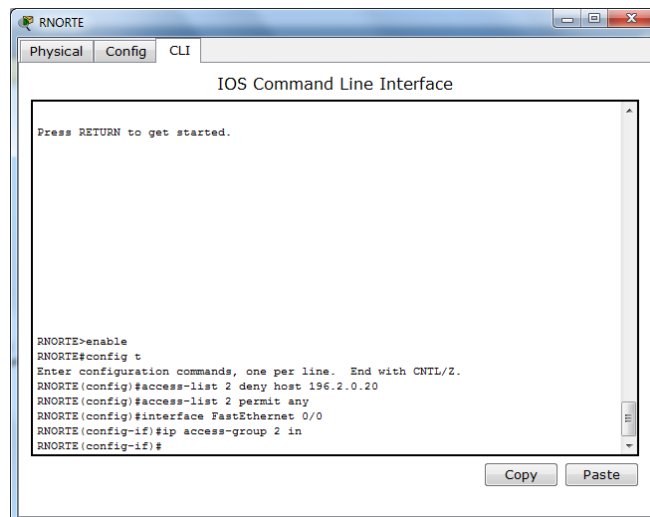 RNORTE
Physical Config CLI
IOS Command Line Interface
Press RETURN to get started.
RNORTE>enable
RNORTE#config t
Enter configuration commands, one per line.  End with CNTL/Z.
RNORTE(config)#access-list 2 deny host 196.2.0.20
RNORTE(config)#access-list 2 permit any
RNORTE(config)#interface FastEthernet 0/0
RNORTE(config-if)#ip access-group 2 in
RNORTE(config-if)#
Copy Paste